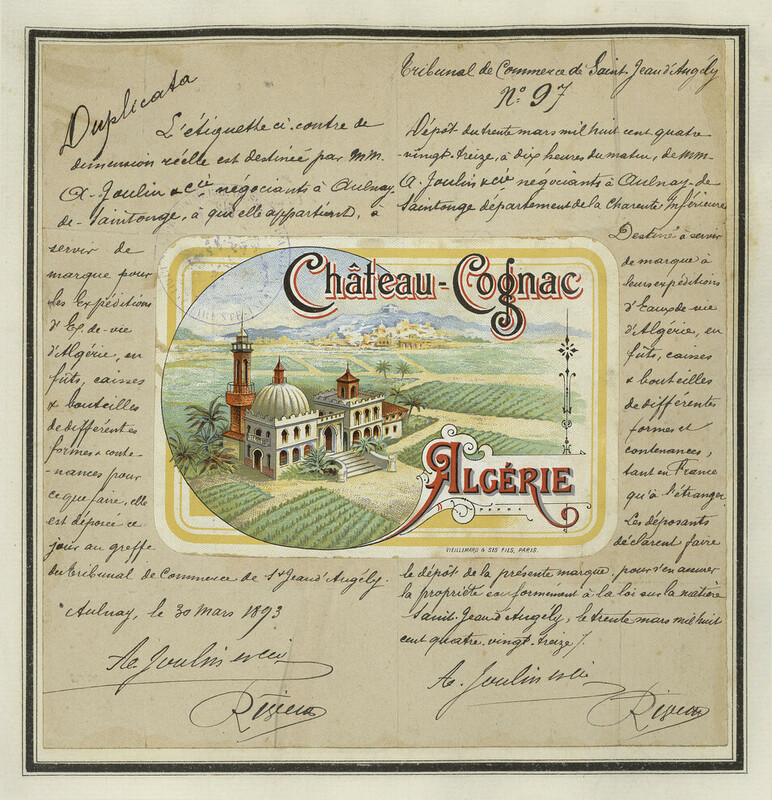 Duplicata
L'étiquette ci-contre de
dimension réelle est destinée par MM.
A. Joulin & Cie négociants à Aulnay-
de-Saintonge, à qui elle appartient, à
servir de
marque pour
les Expéditions
d'Ex-de-vie
d'Algérie, en
fûts, caisses
& bouteilles
de différentes
formes & conte-
-nances pour
ce que faire, elle
est déposée ce
jour au greffe
du Tribunal de Commerce de St Jean d'Angély.
Aulnay, le 30 Mars 1893
A. Joulin & Cie
Tribunal de Commerce de Saint Jean d'Angély
No. 97
Dépôt du trente mars mil huit cent quatre
-vingt-treize, à dix heures du matin, de MM-
A. Joulin & Cie négociants à Aulnay-de-
Saintonge département de la Charente Inférieure
Destiné à servir
de marque à
leurs expéditions
d'Eaux-de-vie
d'Algérie, en
fûts, caisses
& bouteilles
de différentes
formes et
contenances,
tant en France
qu'à l'étranger.
Les déposants
déclarent faire
le dépôt de la présente marque, pour s'en assurer
la propriété conformément à la loi sur la matière
Saint-Jean d'Angély, le trente mars mil huit
cent quatre-vingt-treize /.
A. Joulin & Cie
Château-Cognac
ALGÉRIE
VIEILLEMARD & SES FILS, PARIS.